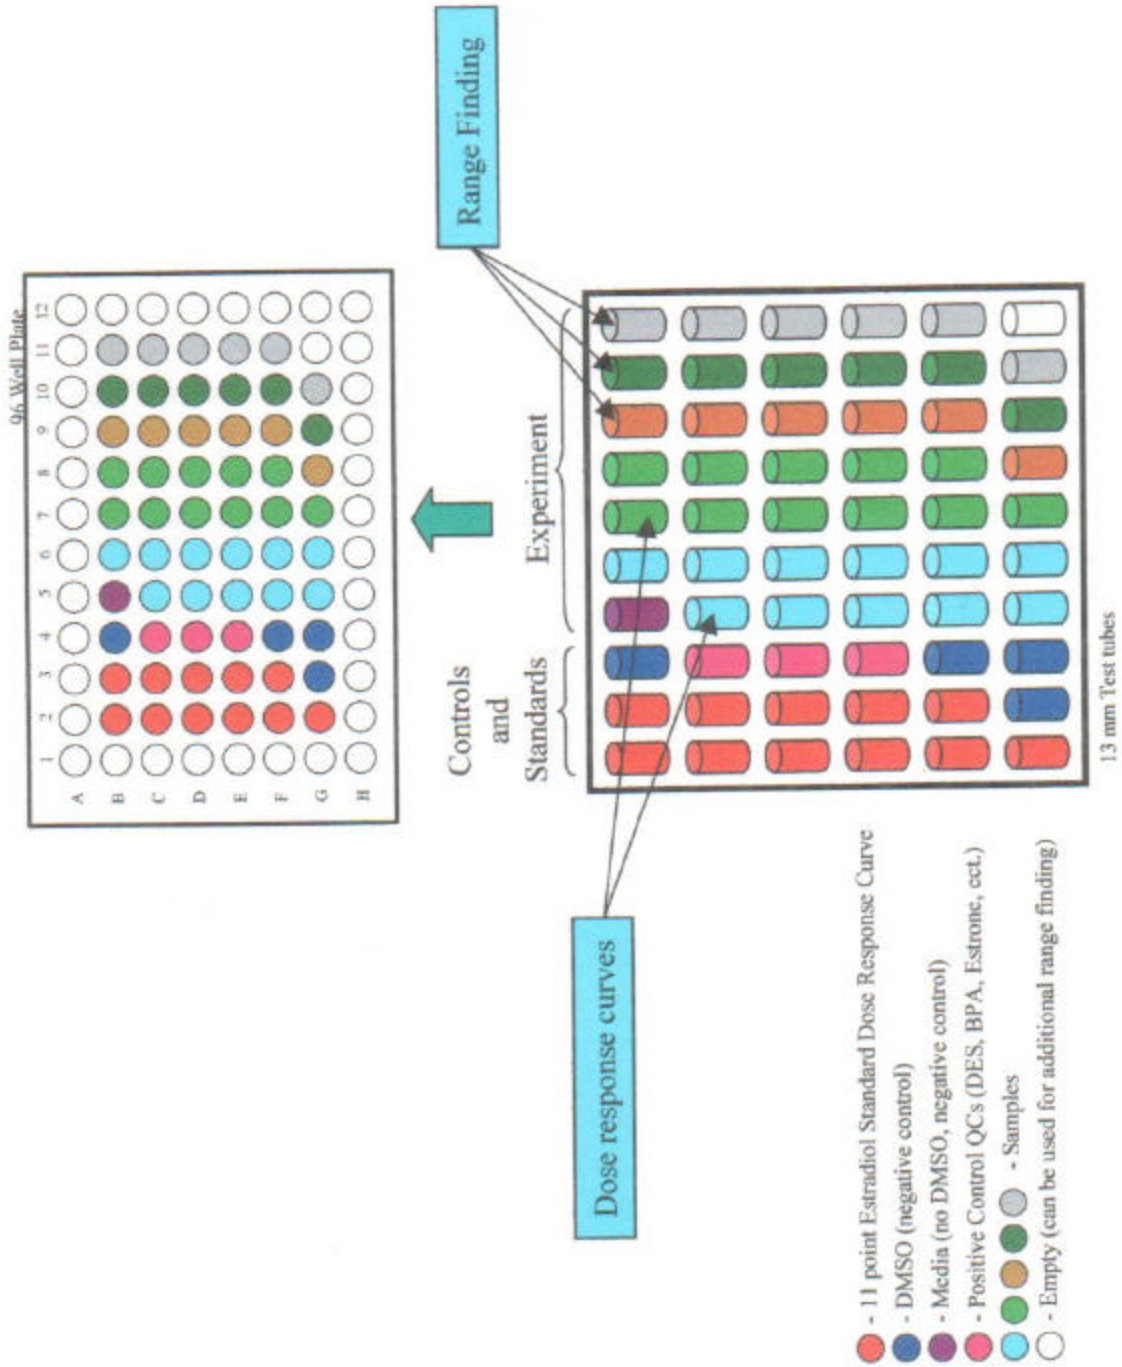 96 Well Plate
1 2 3 4 5 6 7 8 9 10 11 12
A
B
C
D
E
F
G
H
Range Finding
Controls
and
Standards
Experiment
Dose response curves
13 mm Test tubes
- 11 point Estradiol Standard Dose Response Curve
- DMSO (negative control)
- Media (no DMSO, negative control)
- Positive Control QCs (DES, BPA, Estrone, ect.)
- Samples
- Empty (can be used for additional range finding)